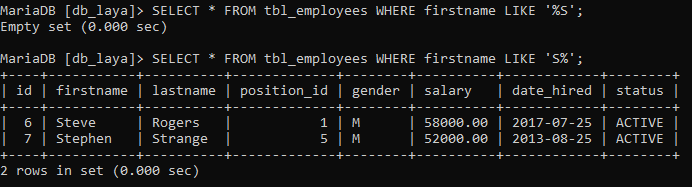 MariaDB [db_laya]> SELECT * FROM tbl_employees WHERE firstname LIKE '%S';
Empty set (0.000 sec)
MariaDB [db_laya]> SELECT * FROM tbl_employees WHERE firstname LIKE 'S%';
+----+-----------+----------+-------------+--------+----------+------------+--------+
| id | firstname | lastname | position_id | gender | salary   | date_hired | status |
+----+-----------+----------+-------------+--------+----------+------------+--------+
|  6 | Steve     | Rogers   |           1 | M      | 58000.00 | 2017-07-25 | ACTIVE |
|  7 | Stephen   | Strange  |           5 | M      | 52000.00 | 2013-08-25 | ACTIVE |
+----+-----------+----------+-------------+--------+----------+------------+--------+
2 rows in set (0.000 sec)